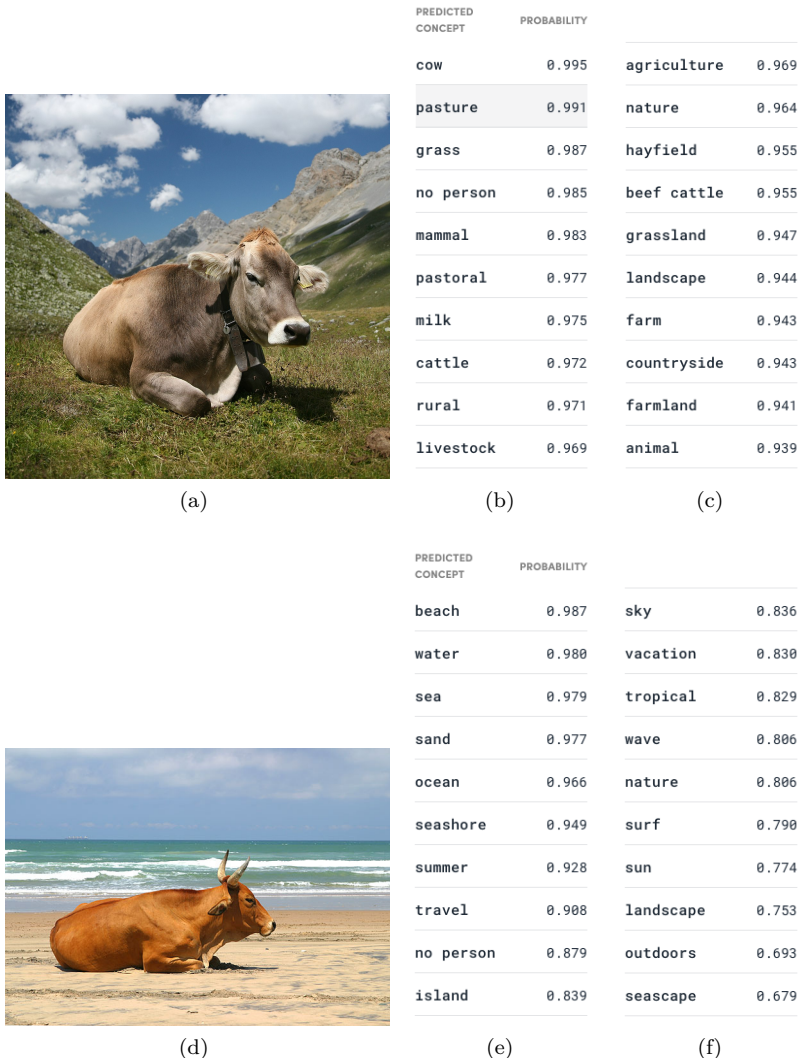 PREDICTED
CONCEPT
PROBABILITY
cow 0.995
pasture 0.991
grass 0.987
no person 0.985
mammal 0.983
pastoral 0.977
milk 0.975
cattle 0.972
rural 0.971
livestock 0.969
agriculture 0.969
nature 0.964
hayfield 0.955
beef cattle 0.955
grassland 0.947
landscape 0.944
farm 0.943
countryside 0.943
farmland 0.941
animal 0.939
(a)
(b)
(c)
PREDICTED
CONCEPT
PROBABILITY
beach 0.987
water 0.980
sea 0.979
sand 0.977
ocean 0.966
seashore 0.949
summer 0.928
travel 0.908
no person 0.879
island 0.839
sky 0.836
vacation 0.830
tropical 0.829
wave 0.806
nature 0.806
surf 0.790
sun 0.774
landscape 0.753
outdoors 0.693
seascape 0.679
(d)
(e)
(f)